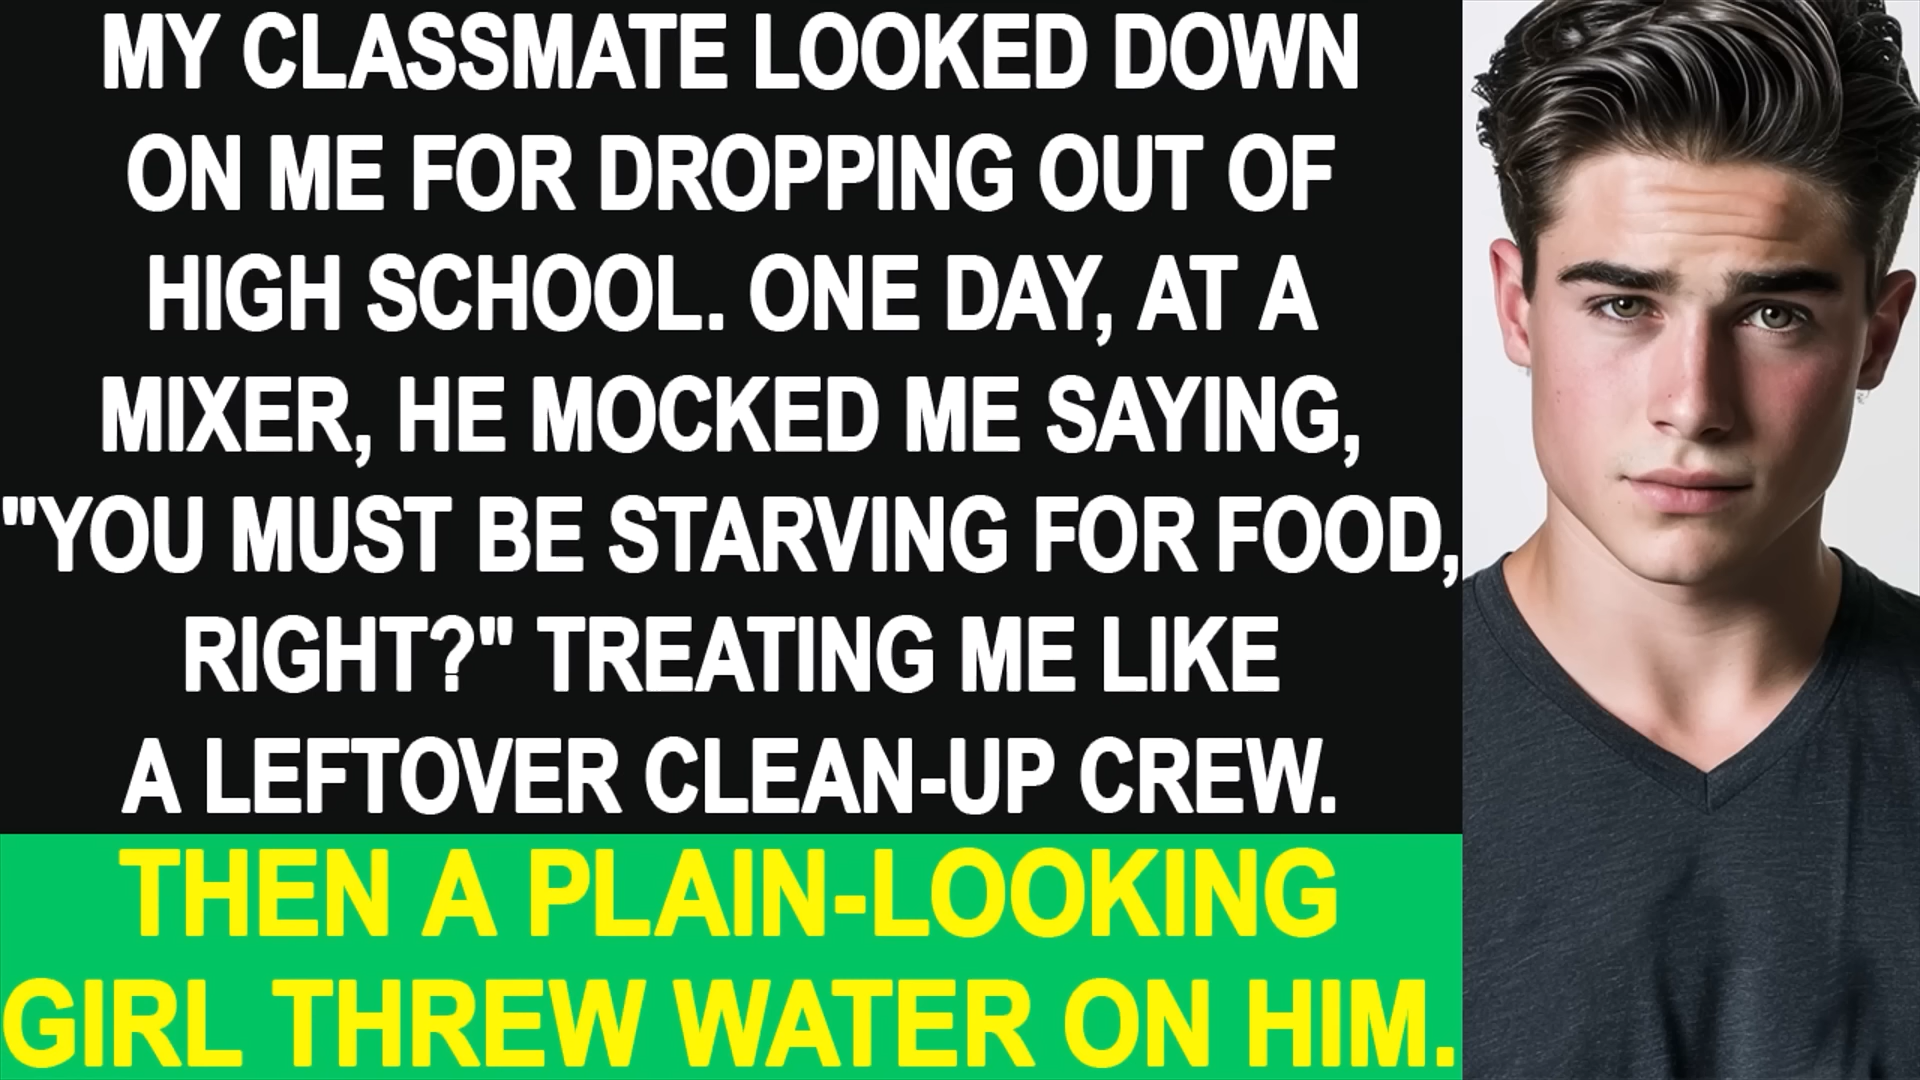 MY CLASSMATE LOOKED DOWN
ON ME FOR DROPPING OUT OF
HIGH SCHOOL. ONE DAY, AT A
MIXER, HE MOCKED ME SAYING,
"YOU MUST BE STARVING FOR FOOD,
RIGHT?" TREATING ME LIKE
A LEFTOVER CLEAN-UP CREW.
THEN A PLAIN-LOOKING
GIRL THREW WATER ON HIM.